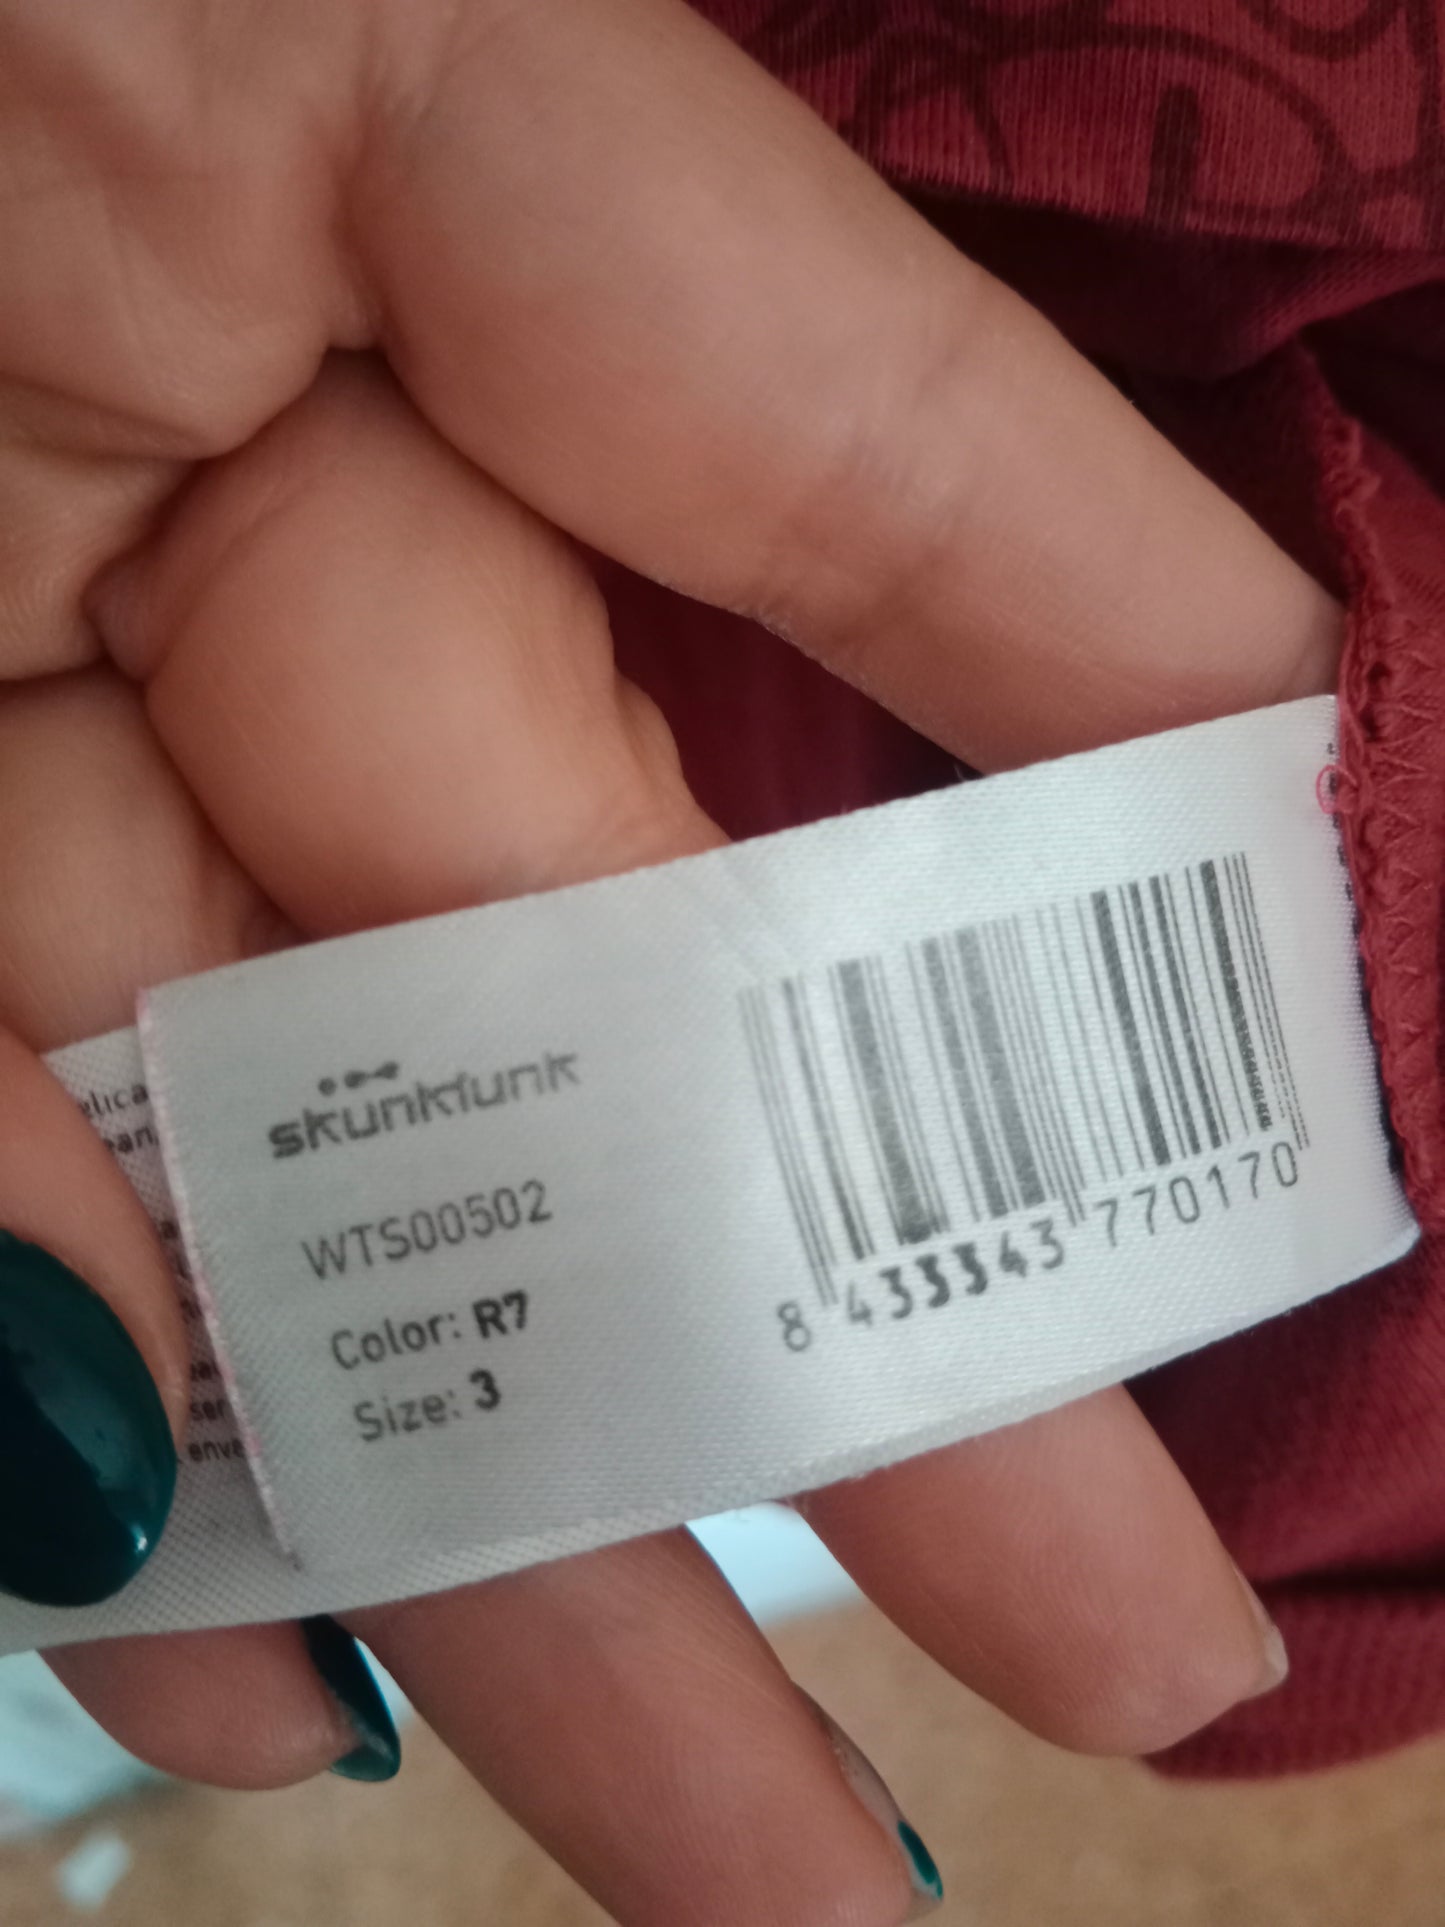 skunkfunk
WTS00502
Color: R7
Size: 3
8 433343 770170